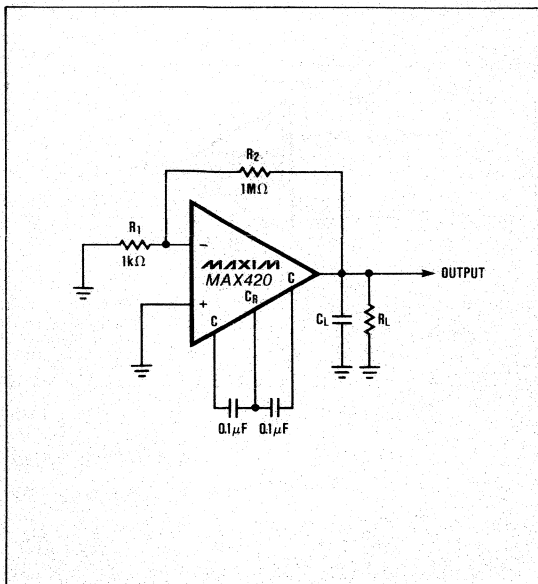 R2
1MΩ
R1
1kΩ
−
MAXIM
MAX420
+
C
CR
C
OUTPUT
CL
RL
0.1μF
0.1μF